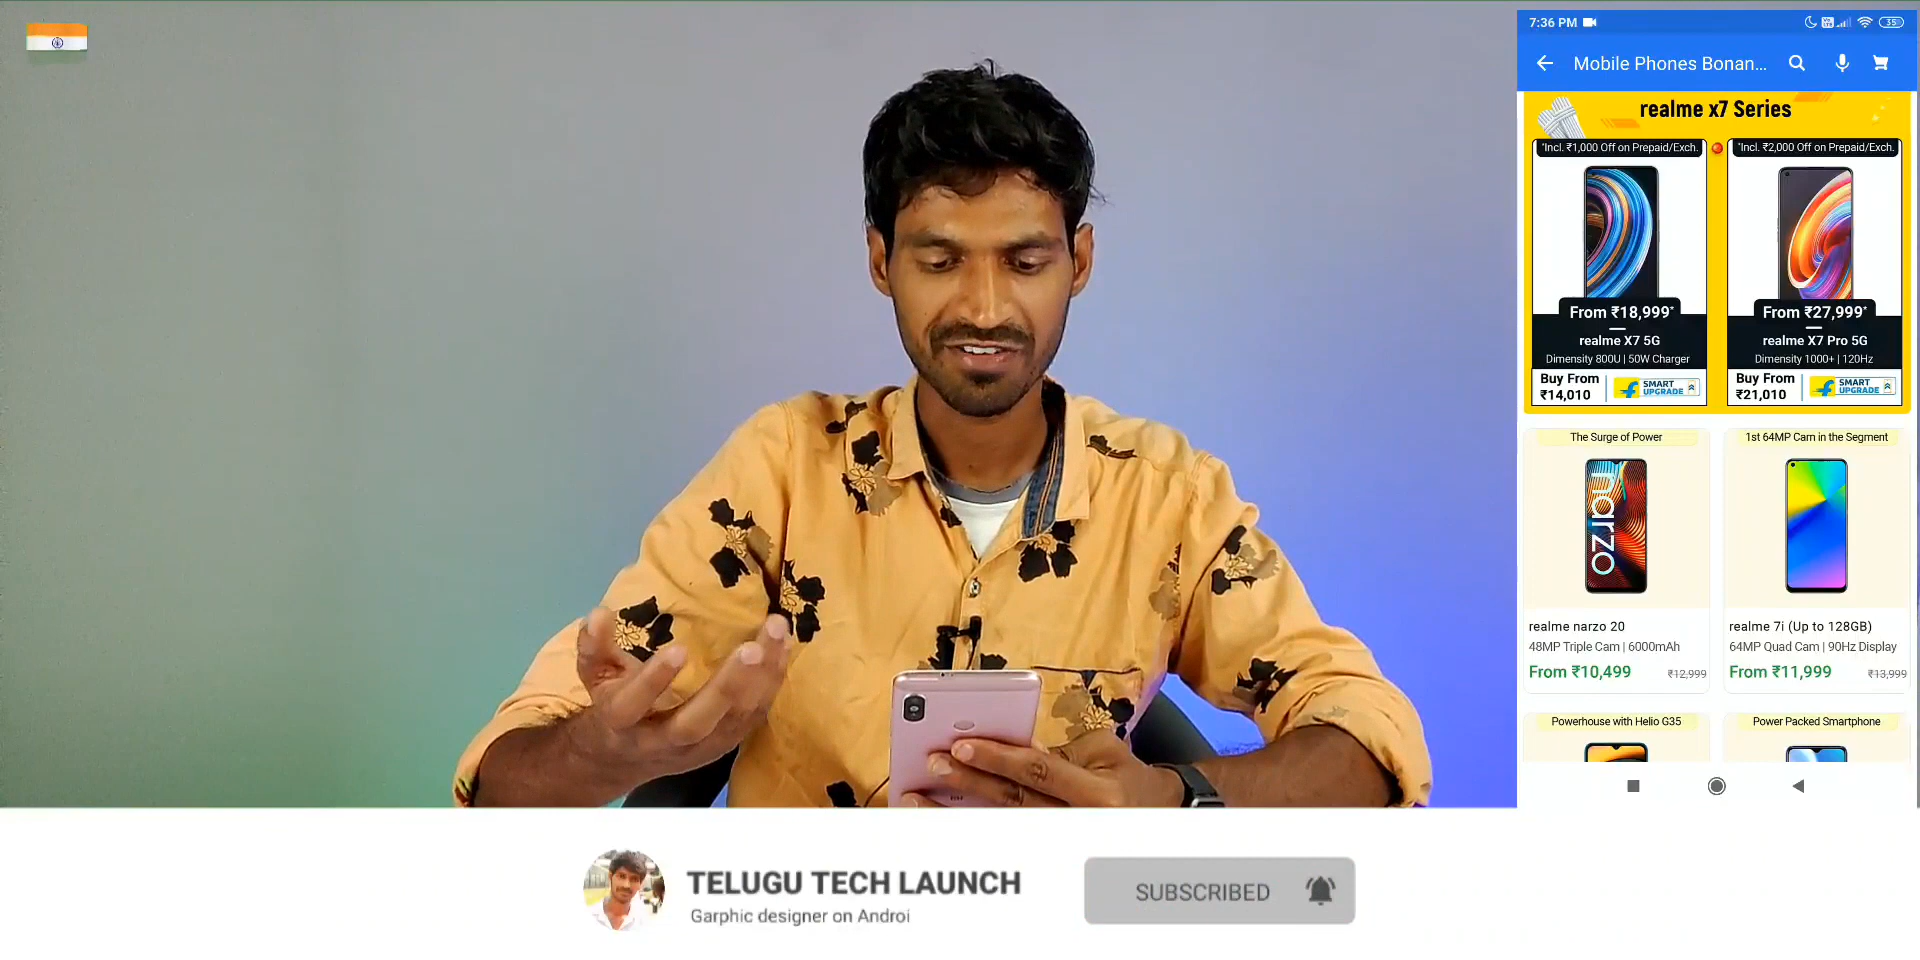 7:36 PM
35
Mobile Phones Bonan...
realme x7 Series
*Incl. ₹1,000 Off on Prepaid/Exch.
*Incl. ₹2,000 Off on Prepaid/Exch.
From ₹18,999*
From ₹27,999*
realme X7 5G
realme X7 Pro 5G
Dimensity 800U | 50W Charger
Dimensity 1000+ | 120Hz
Buy From
₹14,010
SMART
UPGRADE
Buy From
₹21,010
SMART
UPGRADE
The Surge of Power
1st 64MP Cam in the Segment
narzo
realme narzo 20
realme 7i (Up to 128GB)
48MP Triple Cam | 6000mAh
64MP Quad Cam | 90Hz Display
From ₹10,499 ₹12,999
From ₹11,999 ₹13,999
Powerhouse with Helio G35
Power Packed Smartphone
TELUGU TECH LAUNCH
Garphic designer on Androi
SUBSCRIBED